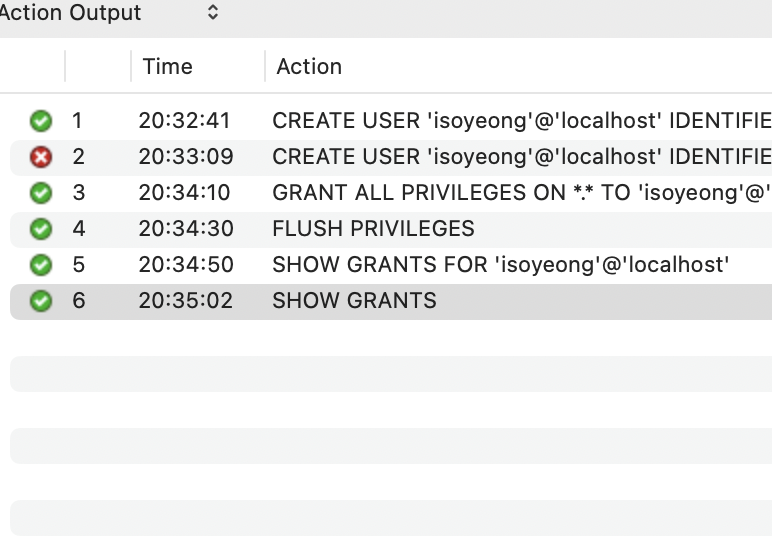 Action Output
Time Action
1 20:32:41 CREATE USER 'isoyeong'@'localhost' IDENTIFIE
2 20:33:09 CREATE USER 'isoyeong'@'localhost' IDENTIFIE
3 20:34:10 GRANT ALL PRIVILEGES ON *.* TO 'isoyeong'@'
4 20:34:30 FLUSH PRIVILEGES
5 20:34:50 SHOW GRANTS FOR 'isoyeong'@'localhost'
6 20:35:02 SHOW GRANTS